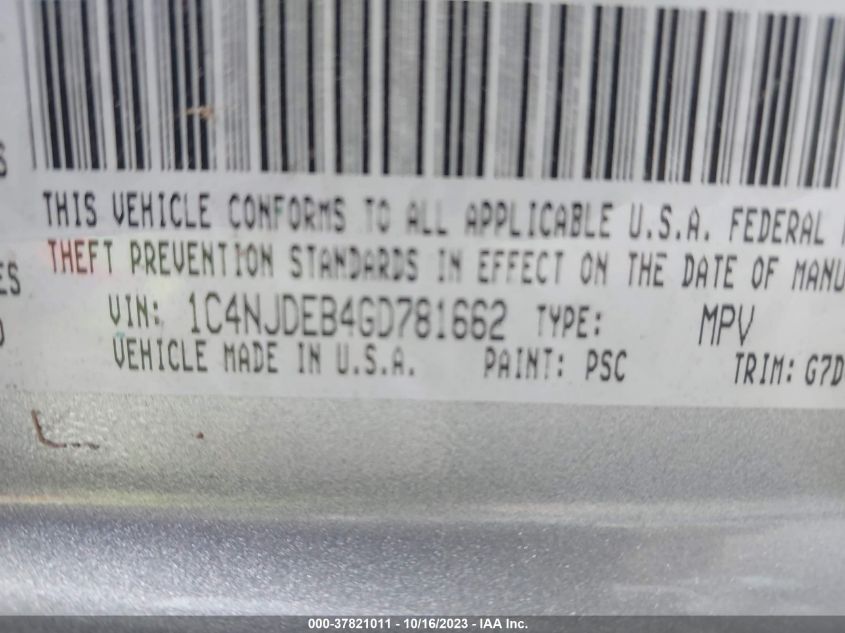 THIS VEHICLE CONFORMS TO ALL APPLICABLE U.S.A. FEDERAL
THEFT PREVENTION STANDARDS IN EFFECT ON THE DATE OF MANU
ES
VIN: 1C4NJDEB4GD781662 TYPE: MPV
VEHICLE MADE IN U.S.A. PAINT: PSC TRIM: G7D
000-37821011 - 10/16/2023 - IAA Inc.